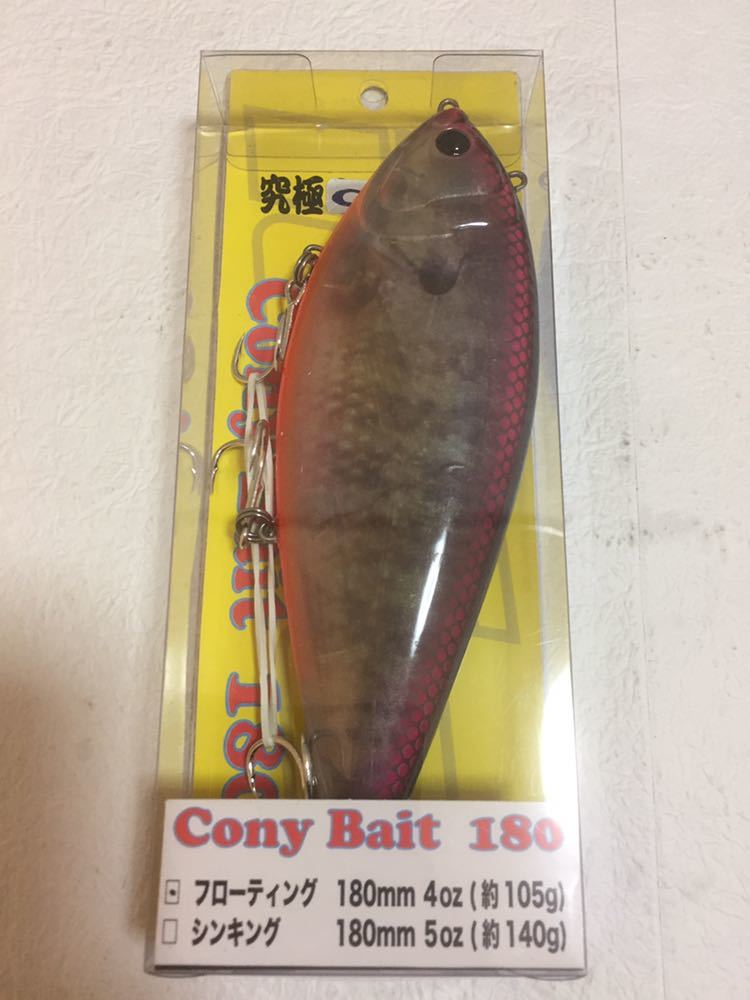 究極
Cony Bait 180
フローティング 180mm 4oz (約105g)
シンキング 180mm 5oz (約140g)